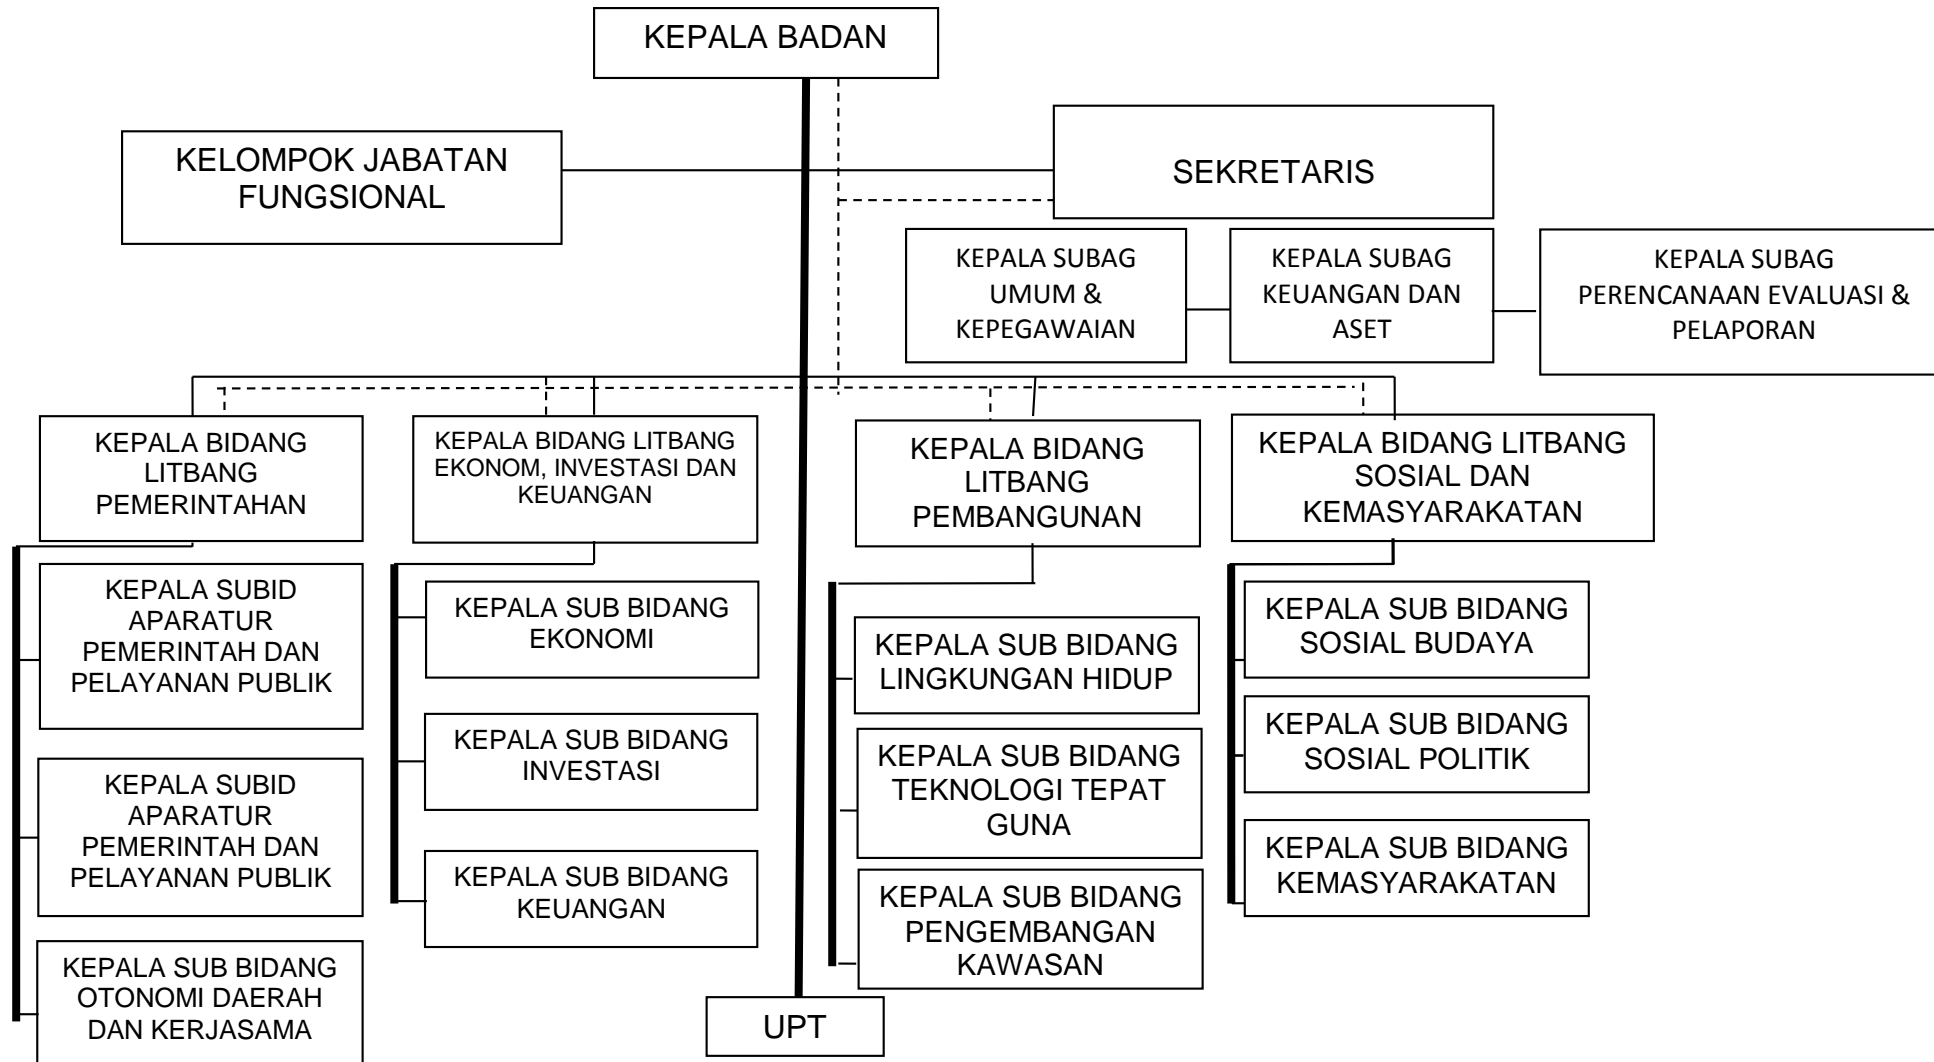 KEPALA BADAN
KELOMPOK JABATAN
FUNGSIONAL
SEKRETARIS
KEPALA SUBAG
UMUM &
KEPEGAWAIAN
KEPALA SUBAG
KEUANGAN DAN
ASET
KEPALA SUBAG
PERENCANAAN EVALUASI &
PELAPORAN
KEPALA BIDANG
LITBANG
PEMERINTAHAN
KEPALA BIDANG LITBANG
EKONOM, INVESTASI DAN
KEUANGAN
KEPALA BIDANG
LITBANG
PEMBANGUNAN
KEPALA BIDANG LITBANG
SOSIAL DAN
KEMASYARAKATAN
KEPALA SUBID
APARATUR
PEMERINTAH DAN
PELAYANAN PUBLIK
KEPALA SUBID
APARATUR
PEMERINTAH DAN
PELAYANAN PUBLIK
KEPALA SUB BIDANG
OTONOMI DAERAH
DAN KERJASAMA
KEPALA SUB BIDANG
EKONOMI
KEPALA SUB BIDANG
INVESTASI
KEPALA SUB BIDANG
KEUANGAN
KEPALA SUB BIDANG
LINGKUNGAN HIDUP
KEPALA SUB BIDANG
TEKNOLOGI TEPAT
GUNA
KEPALA SUB BIDANG
PENGEMBANGAN
KAWASAN
KEPALA SUB BIDANG
SOSIAL BUDAYA
KEPALA SUB BIDANG
SOSIAL POLITIK
KEPALA SUB BIDANG
KEMASYARAKATAN
UPT